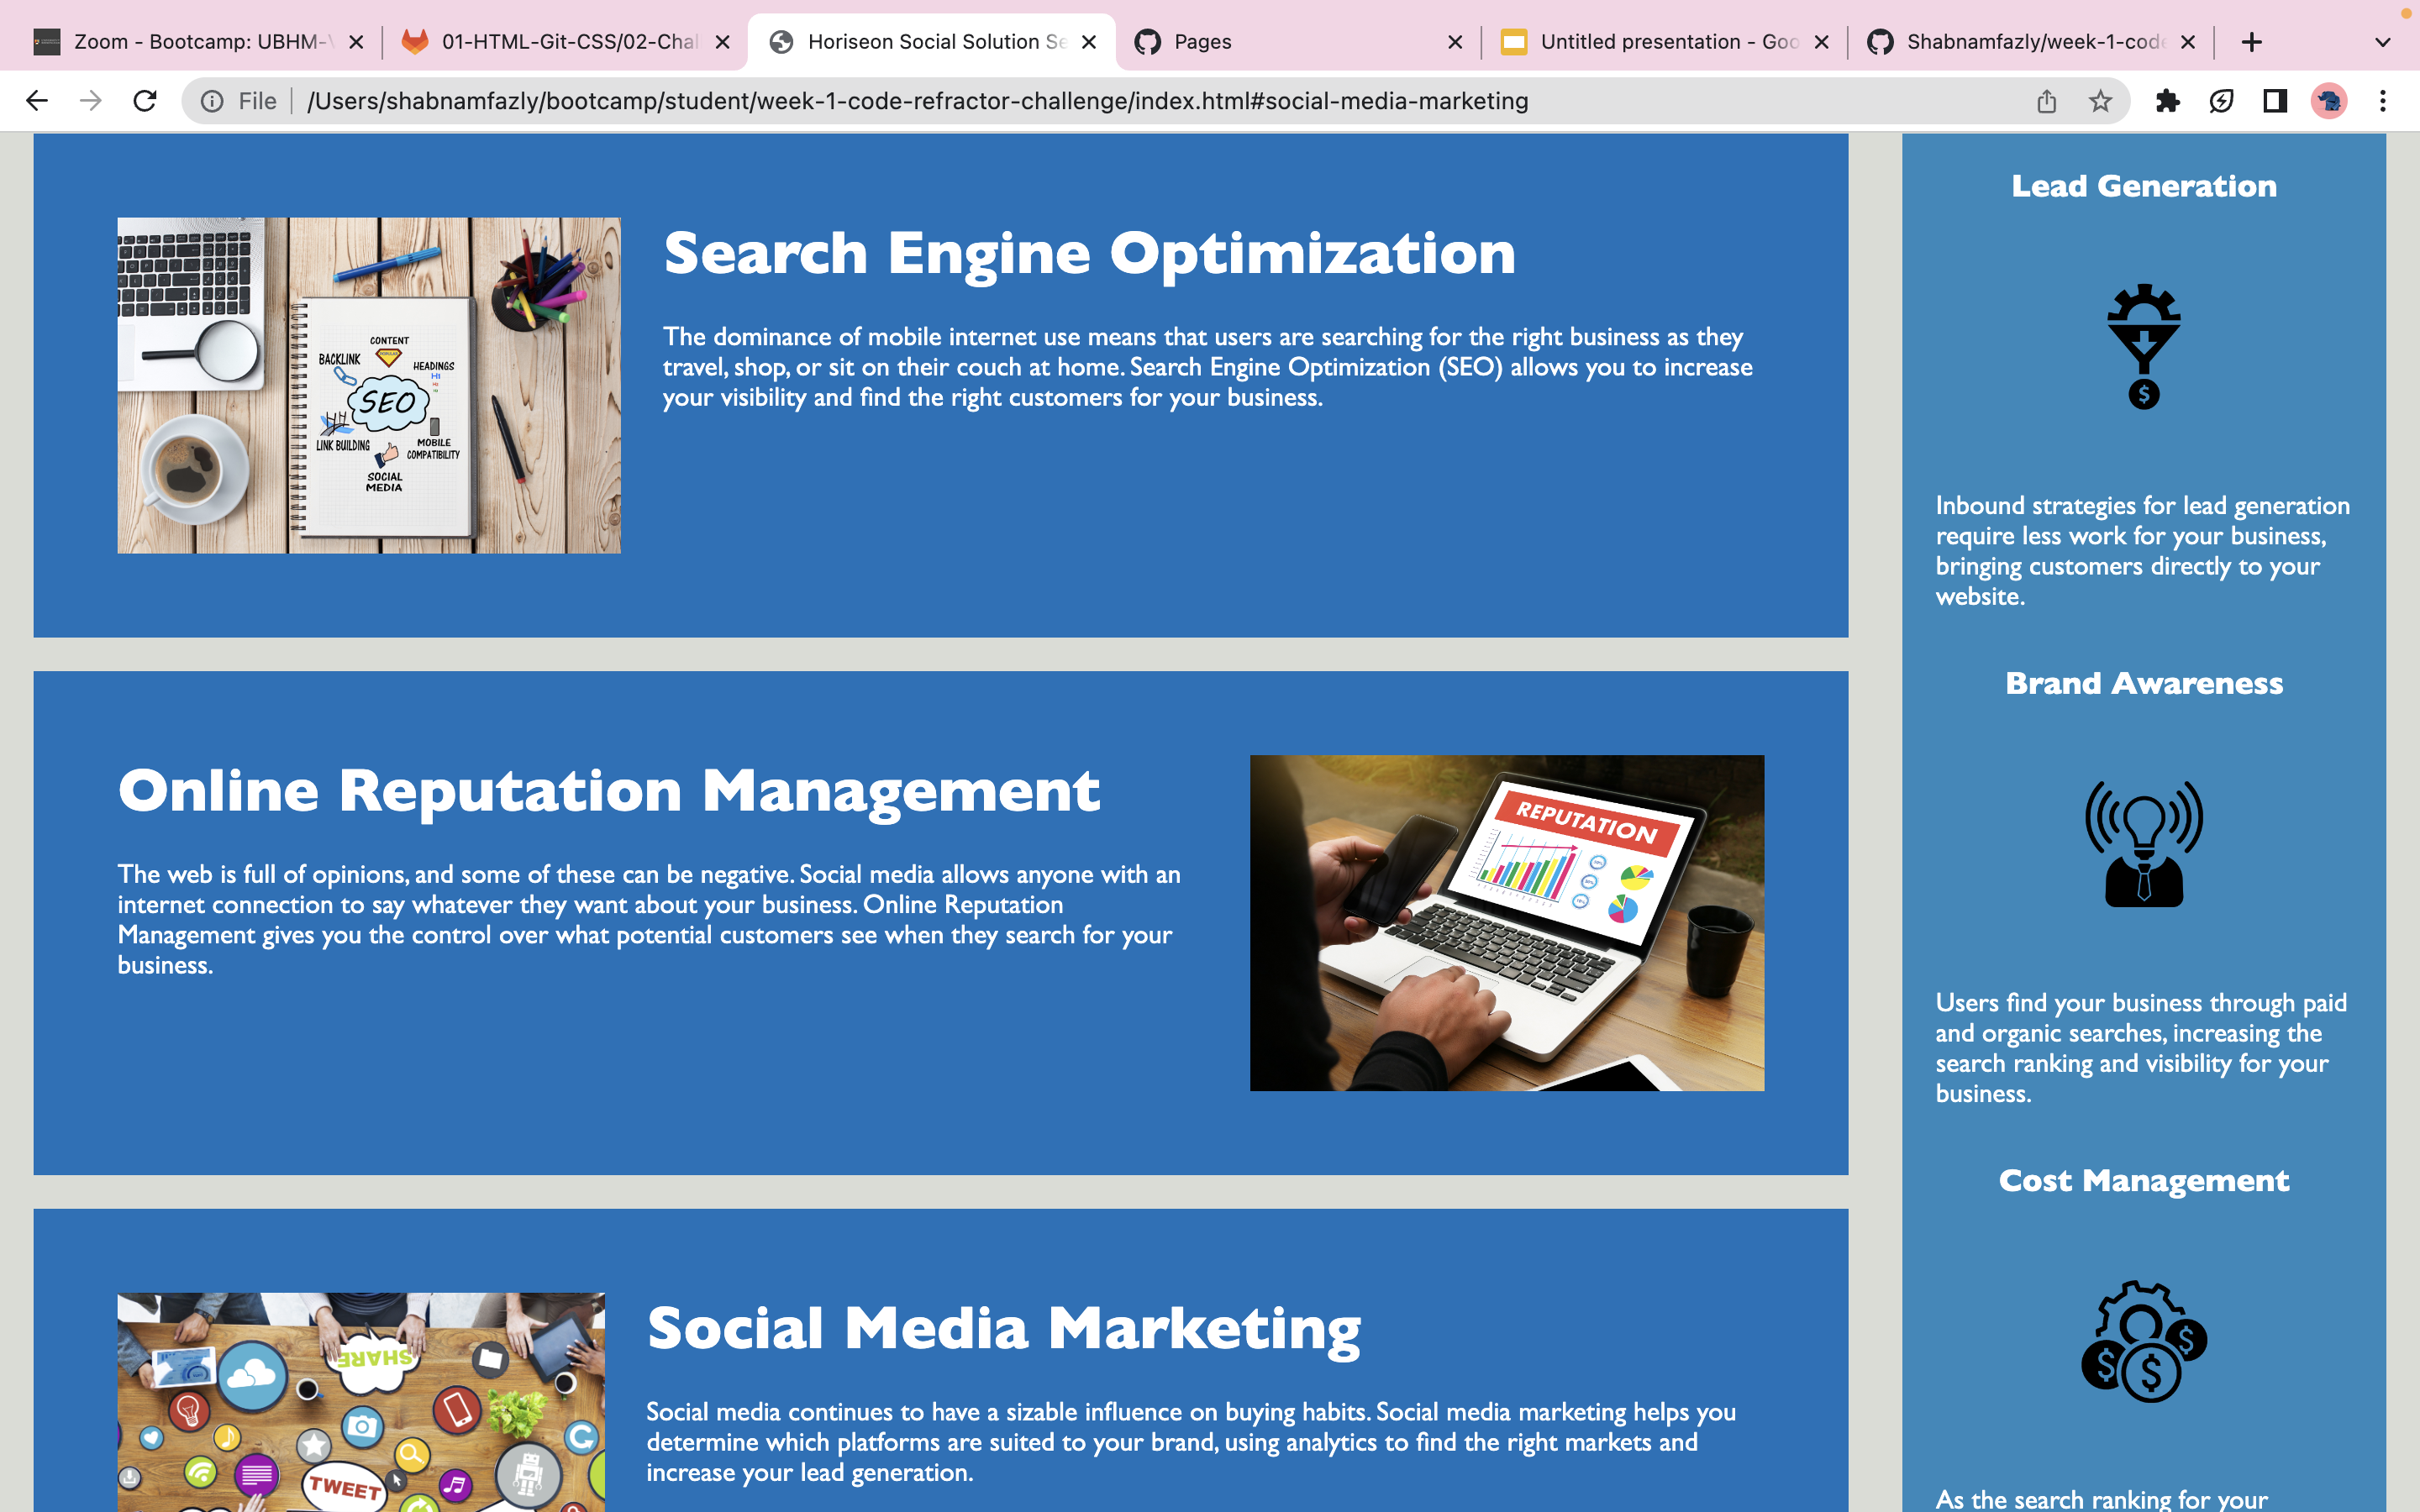 Zoom - Bootcamp: UBHM-
01-HTML-Git-CSS/02-Chal
Horiseon Social Solution Se
Pages
Untitled presentation - Goo
Shabnamfazly/week-1-code
File
/Users/shabnamfazly/bootcamp/student/week-1-code-refractor-challenge/index.html#social-media-marketing
CONTENT
BACKLINK
HEADINGS
H1
SEO
LINK BUILDING
MOBILE
COMPATIBILITY
SOCIAL
MEDIA
Search Engine Optimization
The dominance of mobile internet use means that users are searching for the right business as they
travel, shop, or sit on their couch at home. Search Engine Optimization (SEO) allows you to increase
your visibility and find the right customers for your business.
Online Reputation Management
The web is full of opinions, and some of these can be negative. Social media allows anyone with an
internet connection to say whatever they want about your business. Online Reputation
Management gives you the control over what potential customers see when they search for your
business.
REPUTATION
SHARE
TWEET
Social Media Marketing
Social media continues to have a sizable influence on buying habits. Social media marketing helps you
determine which platforms are suited to your brand, using analytics to find the right markets and
increase your lead generation.
Lead Generation
$
Inbound strategies for lead generation
require less work for your business,
bringing customers directly to your
website.
Brand Awareness
Users find your business through paid
and organic searches, increasing the
search ranking and visibility for your
business.
Cost Management
$
$
$
As the search ranking for your